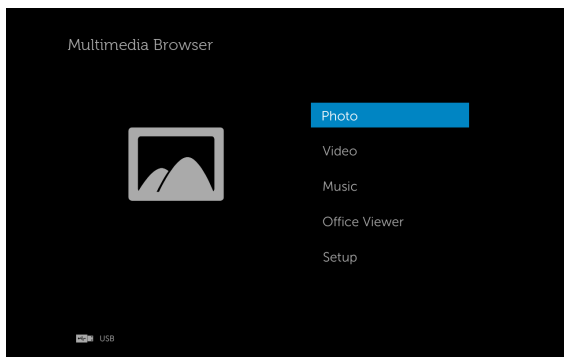 Multimedia Browser
Photo
Video
Music
Office Viewer
Setup
USB